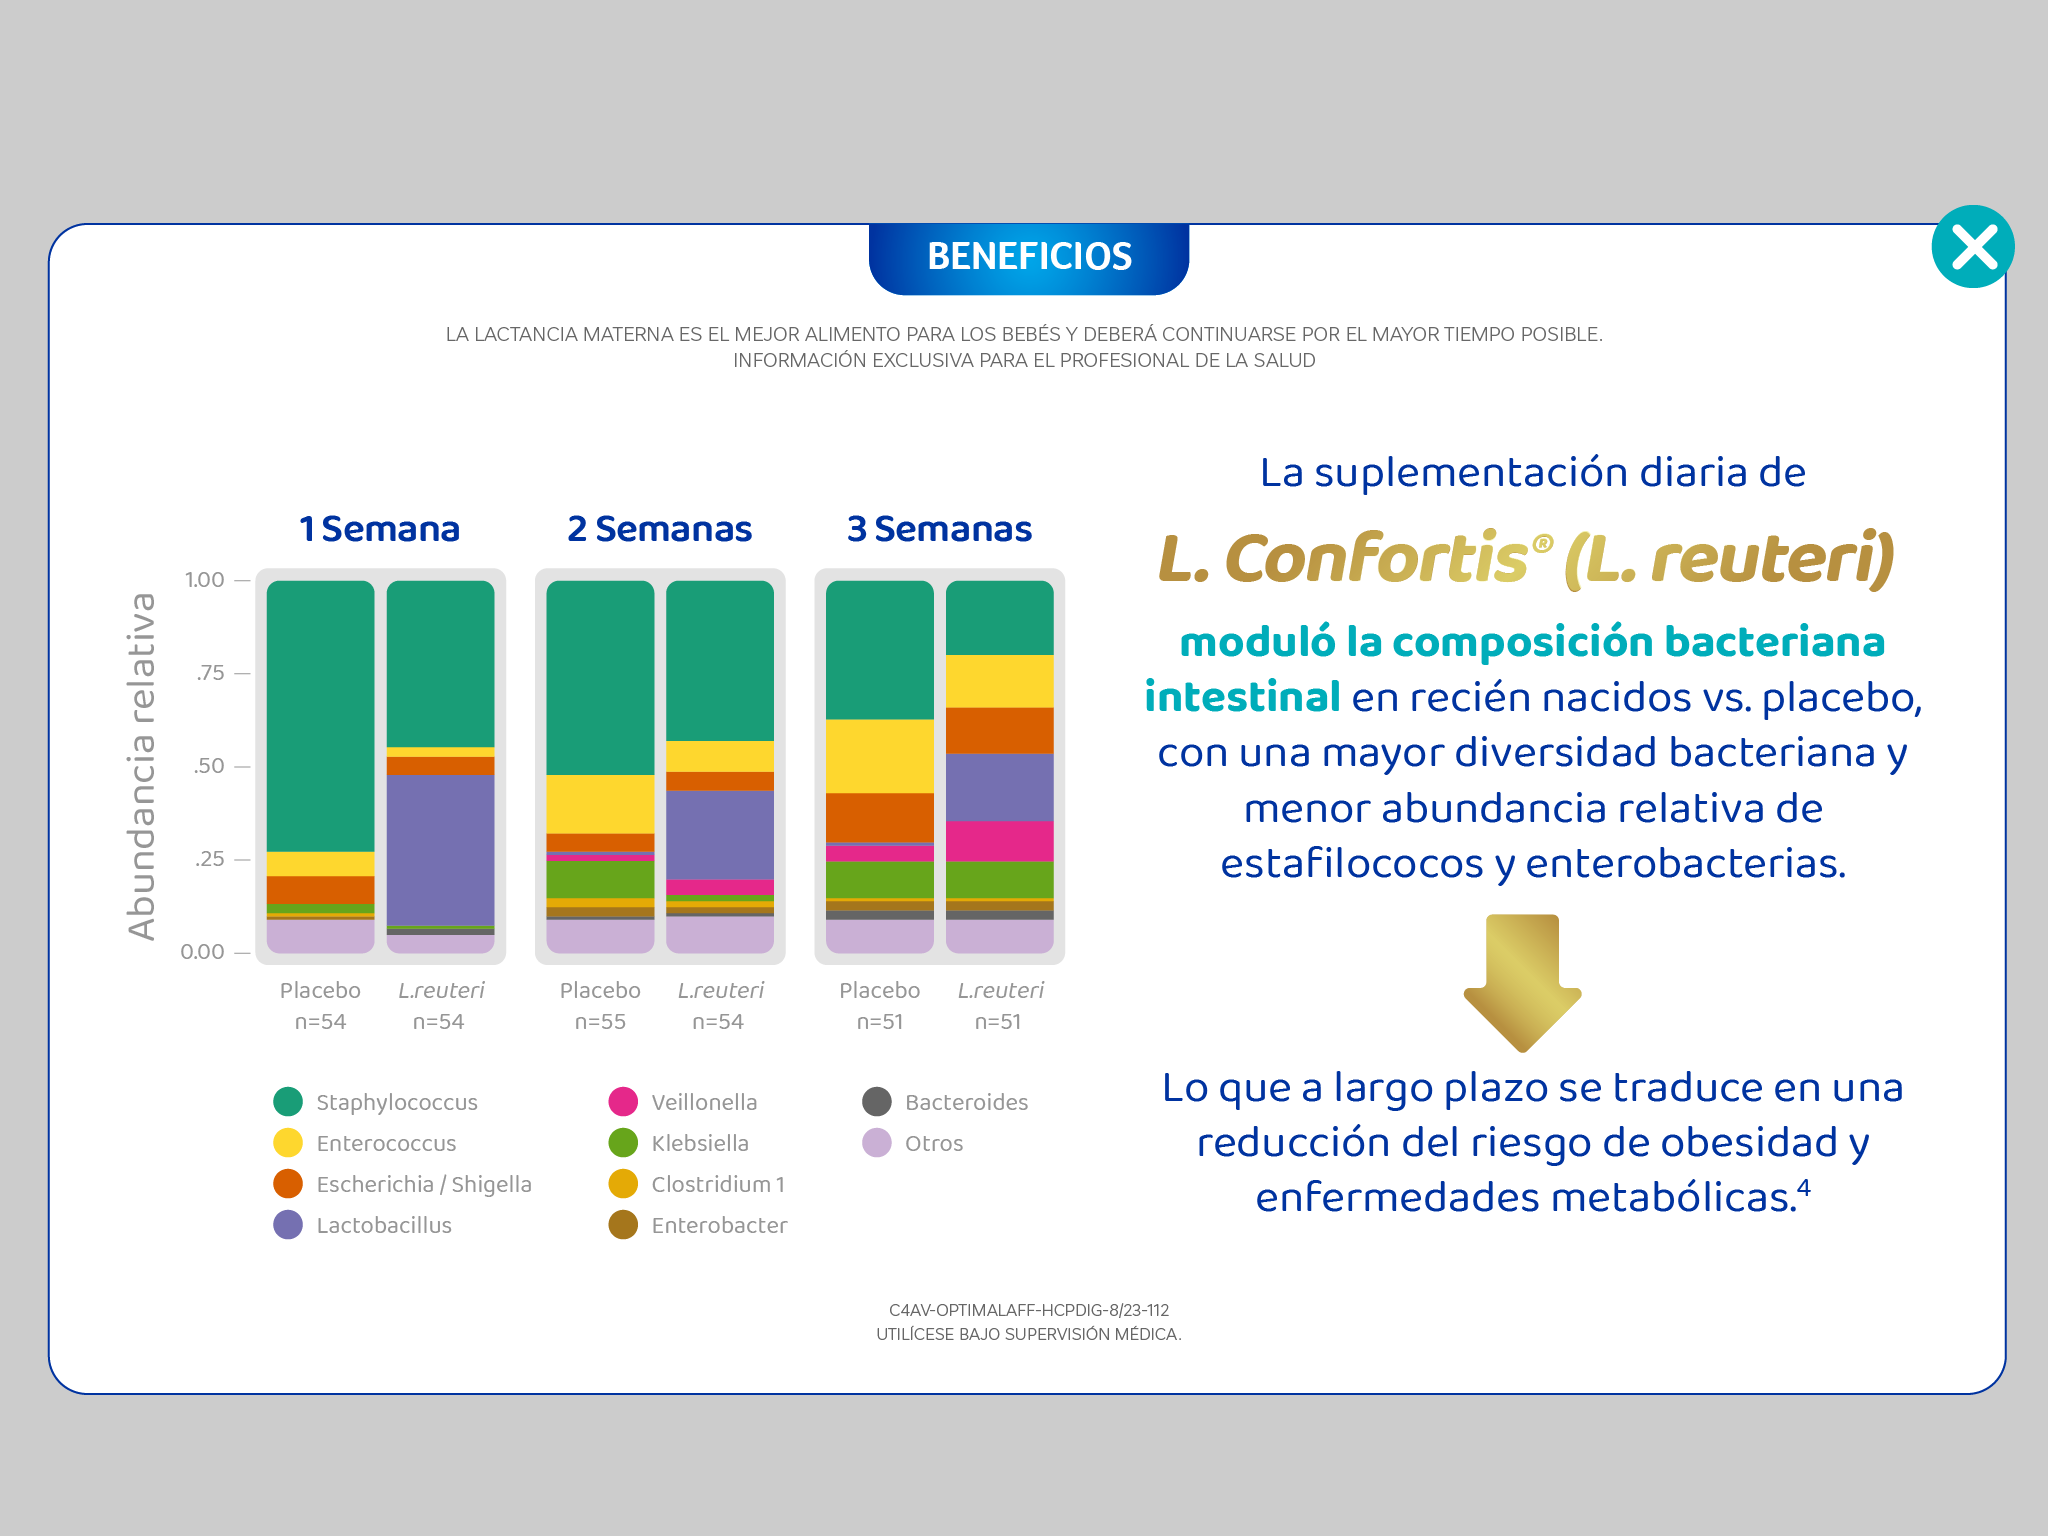 BENEFICIOS
LA LACTANCIA MATERNA ES EL MEJOR ALIMENTO PARA LOS BEBÉS Y DEBERÁ CONTINUARSE POR EL MAYOR TIEMPO POSIBLE.
INFORMACIÓN EXCLUSIVA PARA EL PROFESIONAL DE LA SALUD
1 Semana
2 Semanas
3 Semanas
Abundancia relativa
1.00
.75
.50
.25
0.00
Placebo
n=54
L.reuteri
n=54
Placebo
n=55
L.reuteri
n=54
Placebo
n=51
L.reuteri
n=51
Staphylococcus
Enterococcus
Escherichia / Shigella
Lactobacillus
Veillonella
Klebsiella
Clostridium 1
Enterobacter
Bacteroides
Otros
La suplementación diaria de
L. Confortis® (L. reuteri)
moduló la composición bacteriana
intestinal en recién nacidos vs. placebo,
con una mayor diversidad bacteriana y
menor abundancia relativa de
estafilococos y enterobacterias.
Lo que a largo plazo se traduce en una
reducción del riesgo de obesidad y
enfermedades metabólicas.⁴
C4AV-OPTIMALAFF-HCPDIG-8/23-112
UTILÍCESE BAJO SUPERVISIÓN MÉDICA.